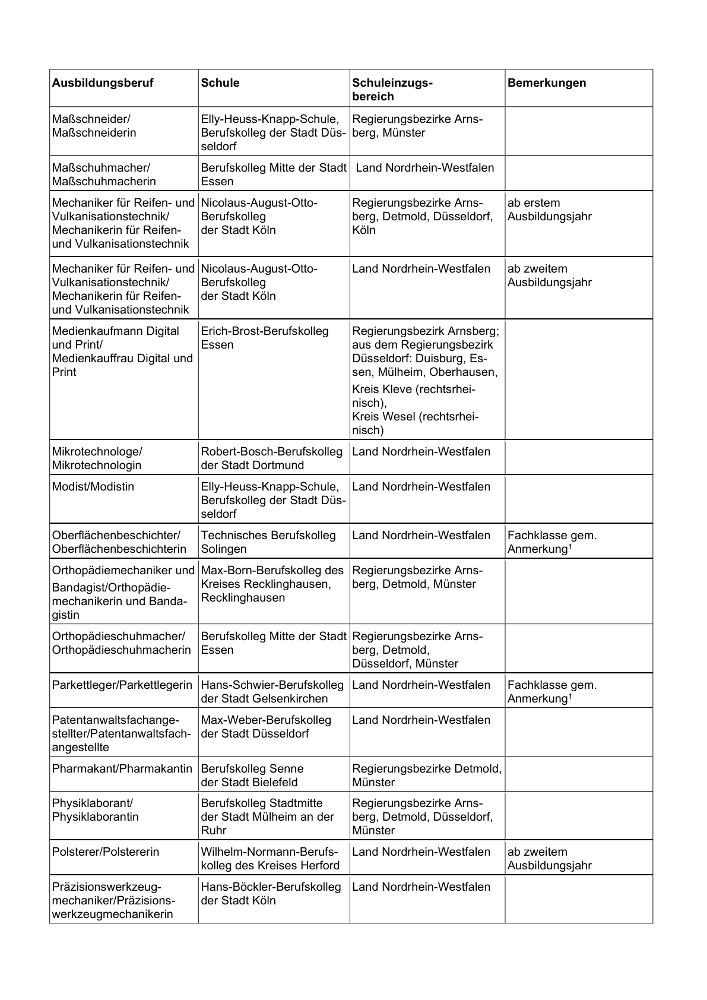 Ausbildungsberuf
Schule
Schuleinzugs-
bereich
Bemerkungen
Maßschneider/
Maßschneiderin
Elly-Heuss-Knapp-Schule,
Berufskolleg der Stadt Düs-
seldorf
Regierungsbezirke Arns-
berg, Münster
Maßschuhmacher/
Maßschuhmacherin
Berufskolleg Mitte der Stadt
Essen
Land Nordrhein-Westfalen
Mechaniker für Reifen- und
Vulkanisationstechnik/
Mechanikerin für Reifen-
und Vulkanisationstechnik
Nicolaus-August-Otto-
Berufskolleg
der Stadt Köln
Regierungsbezirke Arns-
berg, Detmold, Düsseldorf,
Köln
ab erstem
Ausbildungsjahr
Mechaniker für Reifen- und
Vulkanisationstechnik/
Mechanikerin für Reifen-
und Vulkanisationstechnik
Nicolaus-August-Otto-
Berufskolleg
der Stadt Köln
Land Nordrhein-Westfalen
ab zweitem
Ausbildungsjahr
Medienkaufmann Digital
und Print/
Medienkauffrau Digital und
Print
Erich-Brost-Berufskolleg
Essen
Regierungsbezirk Arnsberg;
aus dem Regierungsbezirk
Düsseldorf: Duisburg, Es-
sen, Mülheim, Oberhausen,
Kreis Kleve (rechtsrhei-
nisch),
Kreis Wesel (rechtsrhei-
nisch)
Mikrotechnologe/
Mikrotechnologin
Robert-Bosch-Berufskolleg
der Stadt Dortmund
Land Nordrhein-Westfalen
Modist/Modistin
Elly-Heuss-Knapp-Schule,
Berufskolleg der Stadt Düs-
seldorf
Land Nordrhein-Westfalen
Oberflächenbeschichter/
Oberflächenbeschichterin
Technisches Berufskolleg
Solingen
Land Nordrhein-Westfalen
Fachklasse gem.
Anmerkung¹
Orthopädiemechaniker und
Bandagist/Orthopädie-
mechanikerin und Banda-
gistin
Max-Born-Berufskolleg des
Kreises Recklinghausen,
Recklinghausen
Regierungsbezirke Arns-
berg, Detmold, Münster
Orthopädieschuhmacher/
Orthopädieschuhmacherin
Berufskolleg Mitte der Stadt
Essen
Regierungsbezirke Arns-
berg, Detmold,
Düsseldorf, Münster
Parkettleger/Parkettlegerin
Hans-Schwier-Berufskolleg
der Stadt Gelsenkirchen
Land Nordrhein-Westfalen
Fachklasse gem.
Anmerkung¹
Patentanwaltsfachange-
stellter/Patentanwaltsfach-
angestellte
Max-Weber-Berufskolleg
der Stadt Düsseldorf
Land Nordrhein-Westfalen
Pharmakant/Pharmakantin
Berufskolleg Senne
der Stadt Bielefeld
Regierungsbezirke Detmold,
Münster
Physiklaborant/
Physiklaborantin
Berufskolleg Stadtmitte
der Stadt Mülheim an der
Ruhr
Regierungsbezirke Arns-
berg, Detmold, Düsseldorf,
Münster
Polsterer/Polstererin
Wilhelm-Normann-Berufs-
kolleg des Kreises Herford
Land Nordrhein-Westfalen
ab zweitem
Ausbildungsjahr
Präzisionswerkzeug-
mechaniker/Präzisions-
werkzeugmechanikerin
Hans-Böckler-Berufskolleg
der Stadt Köln
Land Nordrhein-Westfalen